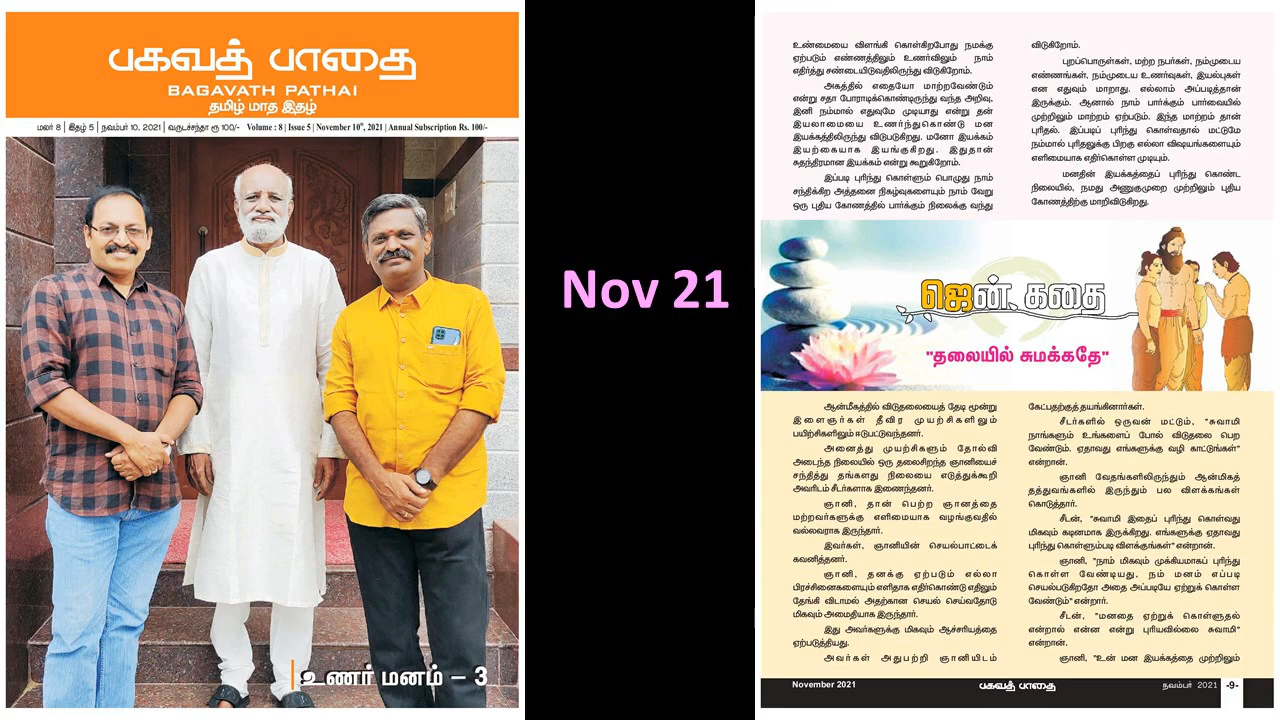 பகவத் பாதை
BAGAVATH PATHAI
தமிழ் மாத இதழ்
மலர் 8 | இதழ் 5 | நவம்பர் 10, 2021 | வருடச்சந்தா ரூ 100/- Volume : 8 | Issue 5 | November 10th, 2021 | Annual Subscription Rs. 100/-
உணர் மனம் – 3
Nov 21
உண்மையை விளங்கி கொள்கிறபோது நமக்கு
ஏற்படும் எண்ணத்திலும் உணர்விலும் நாம்
எதிர்த்து சண்டையிடுவதிலிருந்து விடுகிறோம்.
அகத்தில் எதையோ மாற்றவேண்டும்
என்று சதா போராடிக்கொண்டிருந்து வந்த அறிவு,
இனி நம்மால் எதுவுமே முடியாது என்று தன்
இயலாமையை உணர்ந்துகொண்டு மன
இயக்கத்திலிருந்து விடுபடுகிறது. மனோ இயக்கம்
இயற்கையாக இயங்குகிறது. இதுதான்
சுதந்திரமான இயக்கம் என்று கூறுகிறோம்.
இப்படி புரிந்து கொள்ளும் பொழுது நாம்
சந்திக்கிற அத்தனை நிகழ்வுகளையும் நாம் வேறு
ஒரு புதிய கோணத்தில் பார்க்கும் நிலைக்கு வந்து
விடுகிறோம்.
புறப்பொருள்கள், மற்ற நபர்கள், நம்முடைய
எண்ணங்கள், நம்முடைய உணர்வுகள், இயல்புகள்
என எதுவும் மாறாது. எல்லாம் அப்படித்தான்
இருக்கும். ஆனால் நாம் பார்க்கும் பார்வையில்
முற்றிலும் மாற்றம் ஏற்படும். இந்த மாற்றம் தான்
புரிதல். இப்படிப் புரிந்து கொள்வதால் மட்டுமே
நம்மால் புரிதலுக்கு பிறகு எல்லா விஷயங்களையும்
எளிமையாக எதிர்கொள்ள முடியும்.
மனதின் இயக்கத்தைப் புரிந்து கொண்ட
நிலையில், நமது அணுகுமுறை முற்றிலும் புதிய
கோணத்திற்கு மாறிவிடுகிறது.
ஜென் கதை
"தலையில் சுமக்கதே"
ஆன்மீகத்தில் விடுதலையைத் தேடி மூன்று
இளைஞர்கள் தீவிர முயற்சிகளிலும்
பயிற்சிகளிலும் ஈடுபட்டுவந்தனர்.
அனைத்து முயற்சிகளும் தோல்வி
அடைந்த நிலையில் ஒரு தலைசிறந்த ஞானியைச்
சந்தித்து தங்களது நிலையை எடுத்துக்கூறி
அவரிடம் சீடர்களாக இணைந்தனர்.
ஞானி, தான் பெற்ற ஞானத்தை
மற்றவர்களுக்கு எளிமையாக வழங்குவதில்
வல்லவராக இருந்தார்.
இவர்கள், ஞானியின் செயல்பாட்டைக்
கவனித்தனர்.
ஞானி, தனக்கு ஏற்படும் எல்லா
பிரச்சினைகளையும் எளிதாக எதிர்கொண்டு எதிலும்
தேங்கி விடாமல் அதற்கான செயல் செய்வதோடு
மிகவும் அமைதியாக இருந்தார்.
இது அவர்களுக்கு மிகவும் ஆச்சரியத்தை
ஏற்படுத்தியது.
அவர்கள் அதுபற்றி ஞானியிடம்
கேட்பதற்குத் தயங்கினார்கள்.
சீடர்களில் ஒருவன் மட்டும், "சுவாமி
நாங்களும் உங்களைப் போல் விடுதலை பெற
வேண்டும். ஏதாவது எங்களுக்கு வழி காட்டுங்கள்"
என்றான்.
ஞானி வேதங்களிலிருந்தும் ஆன்மிகத்
தத்துவங்களில் இருந்தும் பல விளக்கங்கள்
கொடுத்தார்.
சீடன், "சுவாமி இதைப் புரிந்து கொள்வது
மிகவும் கடினமாக இருக்கிறது. எங்களுக்கு ஏதாவது
புரிந்து கொள்ளும்படி விளக்குங்கள்" என்றான்.
ஞானி, "நாம் மிகவும் முக்கியமாகப் புரிந்து
கொள்ள வேண்டியது, நம் மனம் எப்படி
செயல்படுகிறதோ அதை அப்படியே ஏற்றுக் கொள்ள
வேண்டும்" என்றார்.
சீடன், "மனதை ஏற்றுக் கொள்ளுதல்
என்றால் என்ன என்று புரியவில்லை சுவாமி"
என்றான்.
ஞானி, "உன் மன இயக்கத்தை முற்றிலும்
November 2021 பகவத் பாதை நவம்பர் 2021 -9-